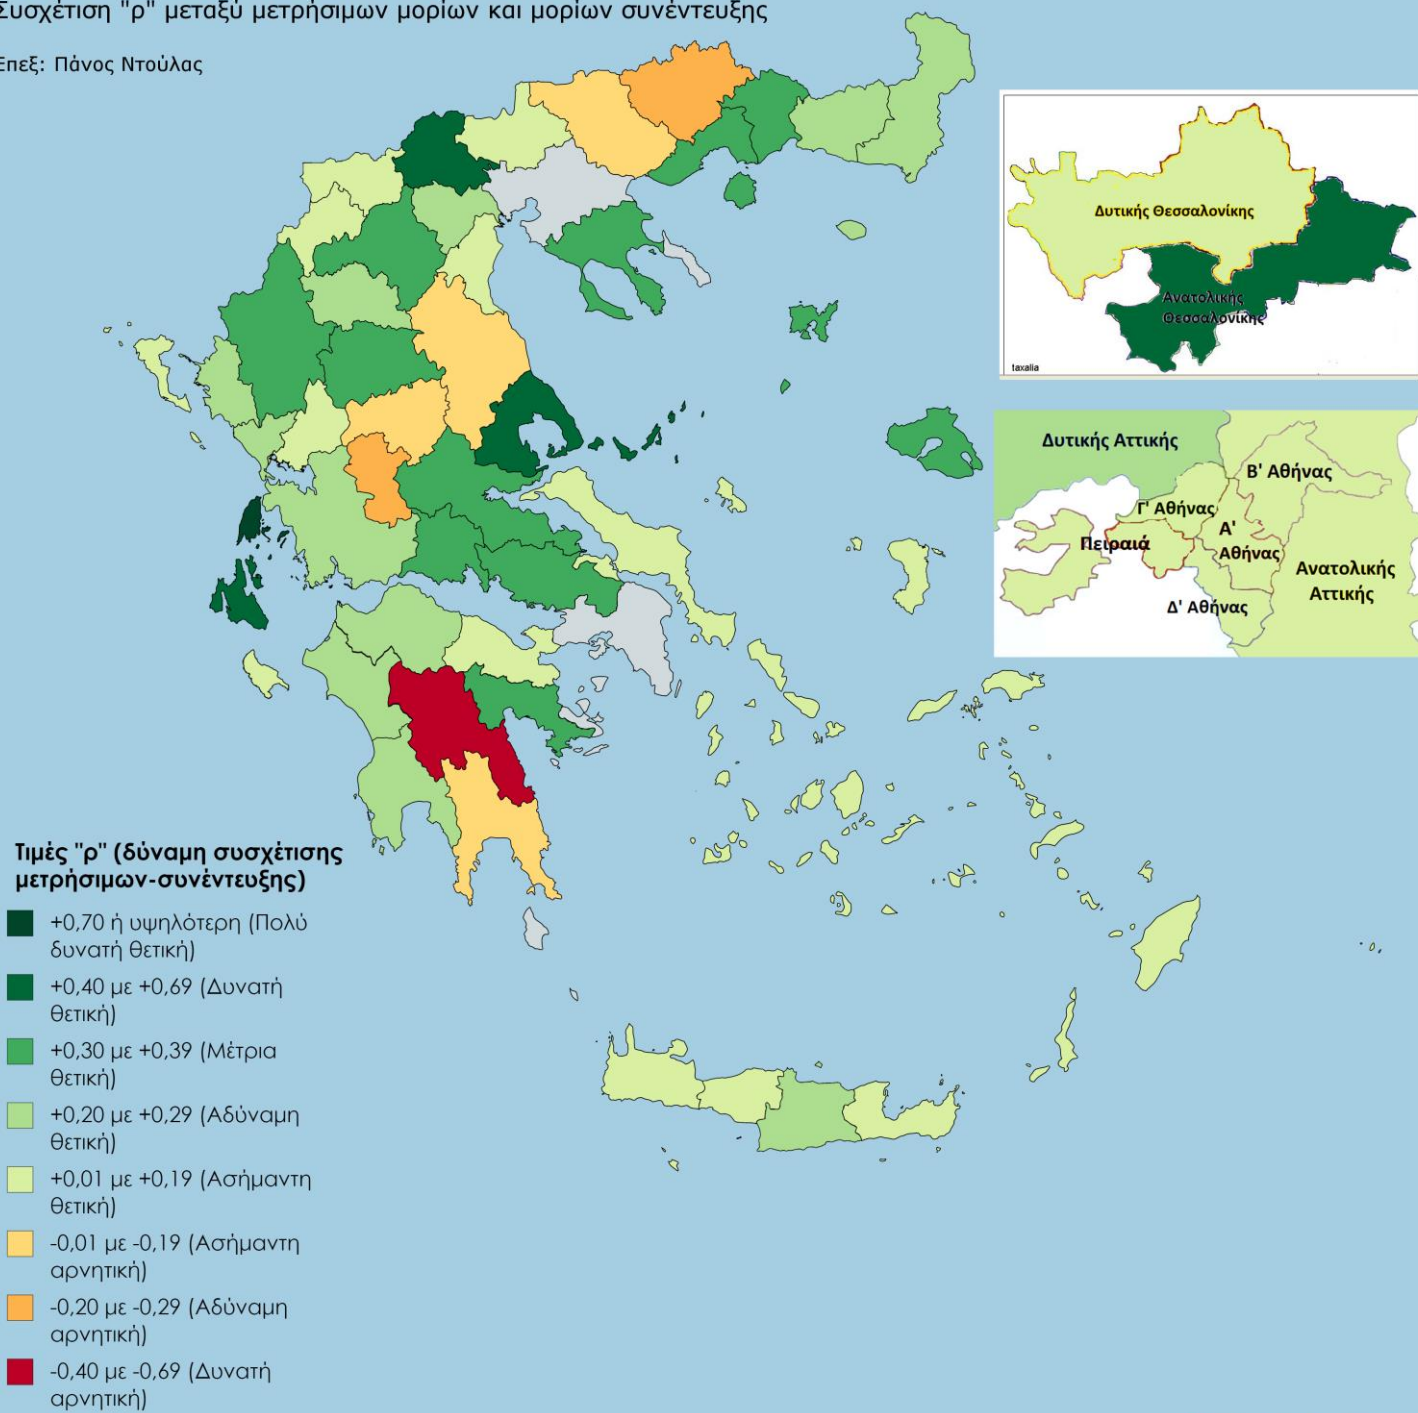 Συσχέτιση "ρ" μεταξύ μετρήσιμων μορίων και μορίων συνέντευξης
Επεξ: Πάνος Ντούλας
Δυτικής Θεσσαλονίκης
Ανατολικής
Θεσσαλονίκης
taxalia
Δυτικής Αττικής
Β' Αθήνας
Γ' Αθήνας
Α'
Αθήνας
Πειραιά
Ανατολικής
Αττικής
Δ' Αθήνας
Τιμές "ρ" (δύναμη συσχέτισης
μετρήσιμων-συνέντευξης)
+0,70 ή υψηλότερη (Πολύ
δυνατή θετική)
+0,40 με +0,69 (Δυνατή
θετική)
+0,30 με +0,39 (Μέτρια
θετική)
+0,20 με +0,29 (Αδύναμη
θετική)
+0,01 με +0,19 (Ασήμαντη
θετική)
-0,01 με -0,19 (Ασήμαντη
αρνητική)
-0,20 με -0,29 (Αδύναμη
αρνητική)
-0,40 με -0,69 (Δυνατή
αρνητική)